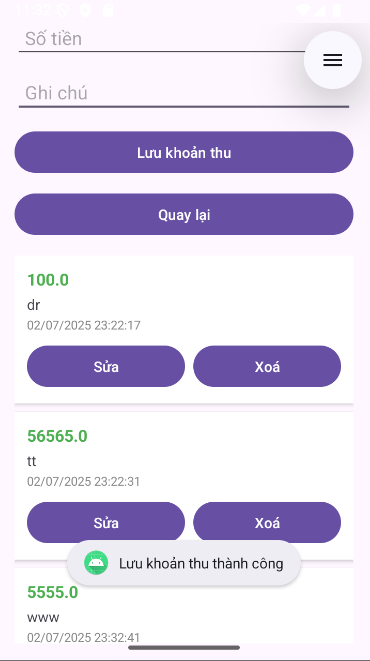 11:32
Số tiền
Ghi chú
Lưu khoản thu
Quay lại
100.0
dr
02/07/2025 23:22:17
Sửa
Xoá
56565.0
tt
02/07/2025 23:22:31
Sửa
Xoá
Lưu khoản thu thành công
5555.0
www
02/07/2025 23:32:41